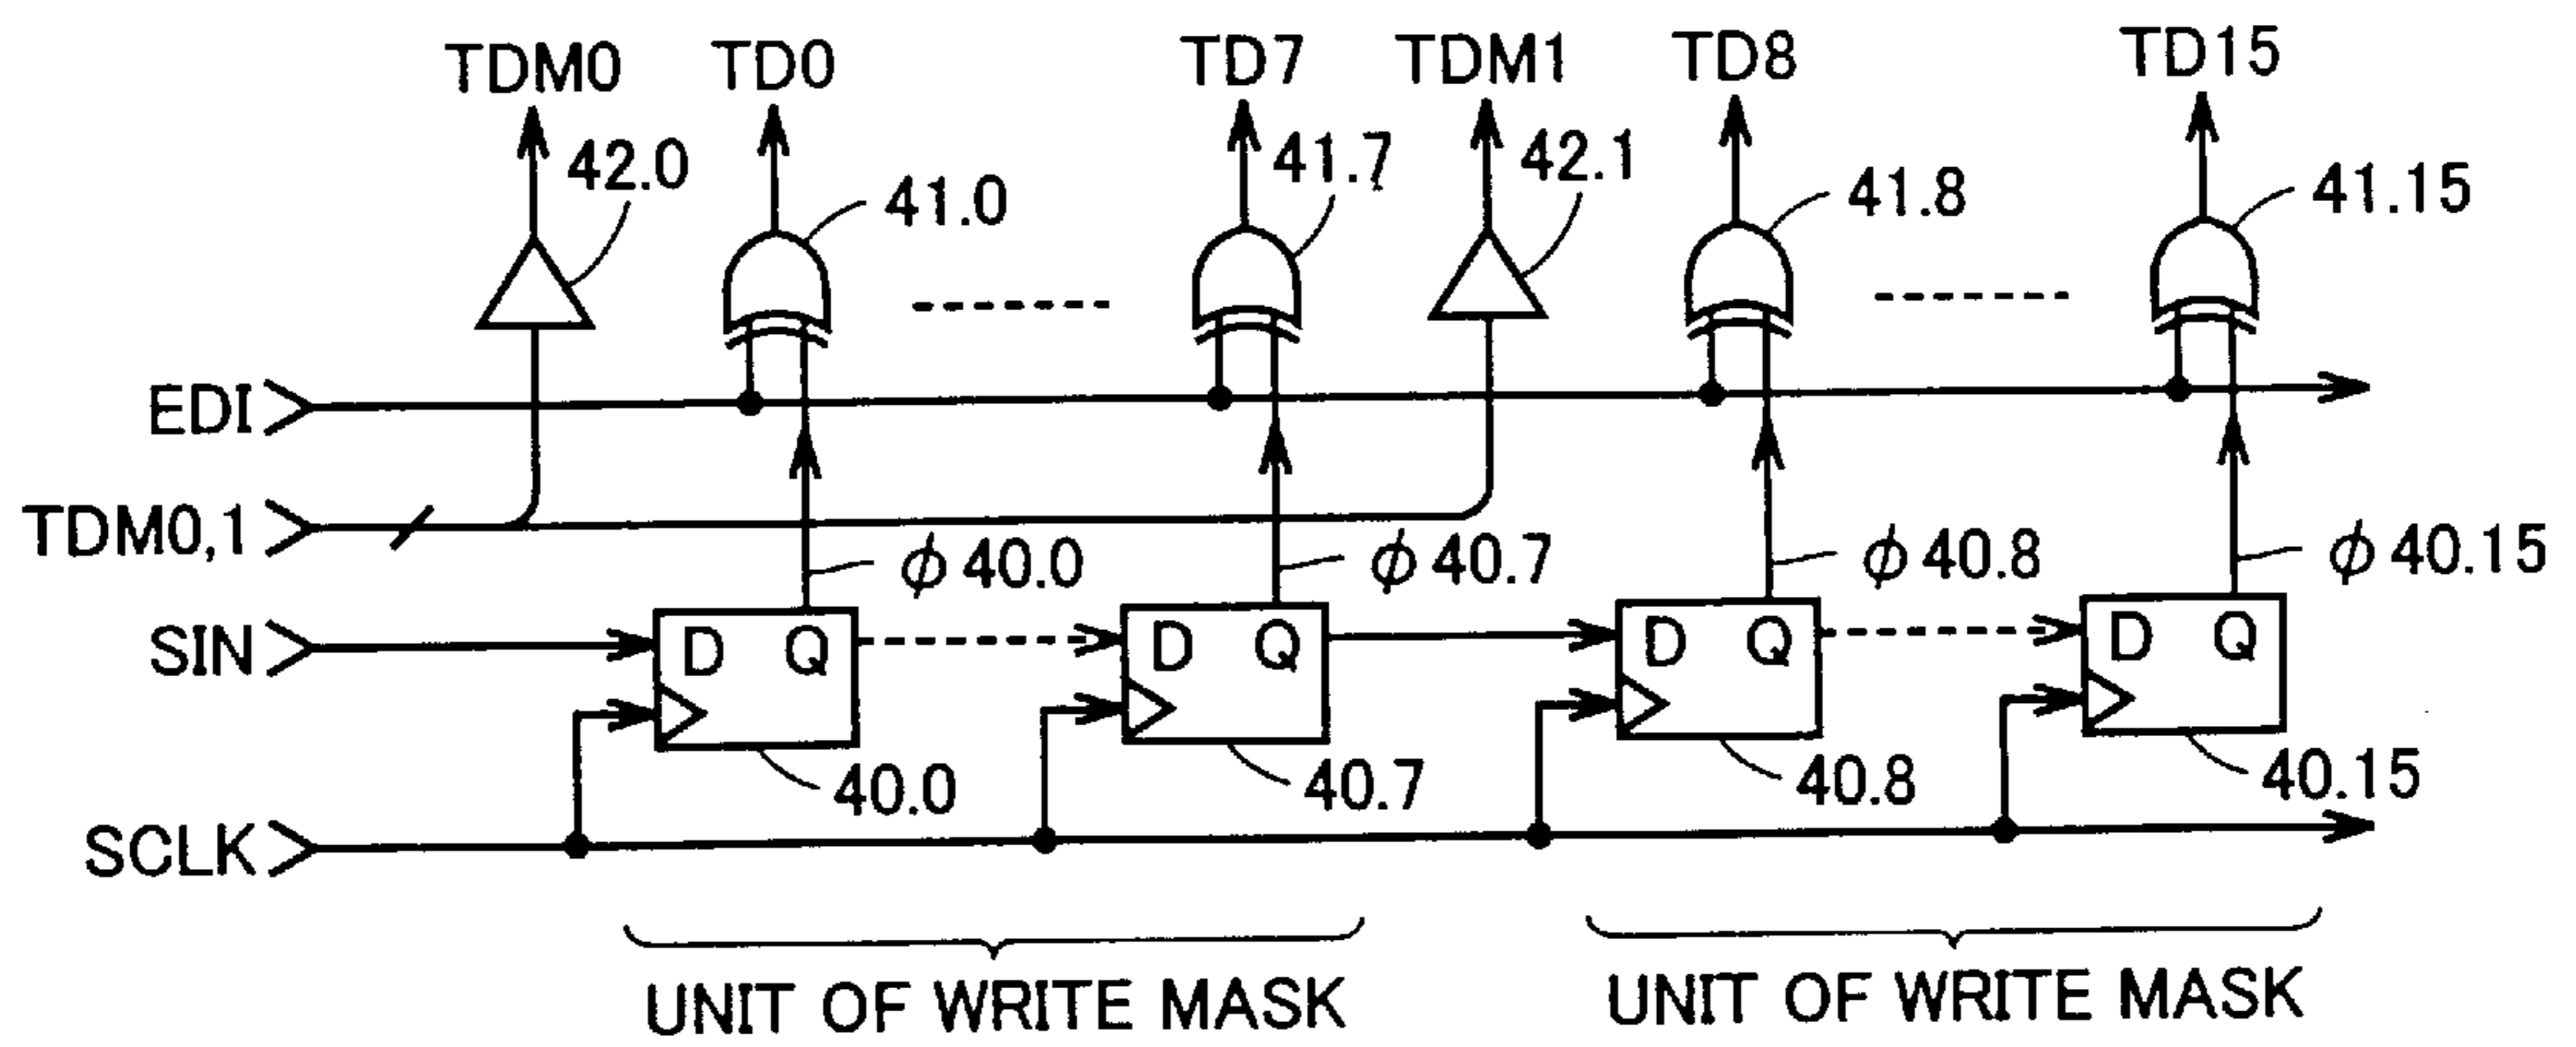 TDM0 TD0 TD7 TDM1 TD8 TD15
42.0 41.0 41.7 42.1 41.8 41.15
EDI
TDM0,1
ϕ40.0 ϕ40.7 ϕ40.8 ϕ40.15
SIN D Q D Q D Q D Q
40.0 40.7 40.8 40.15
SCLK
UNIT OF WRITE MASK UNIT OF WRITE MASK